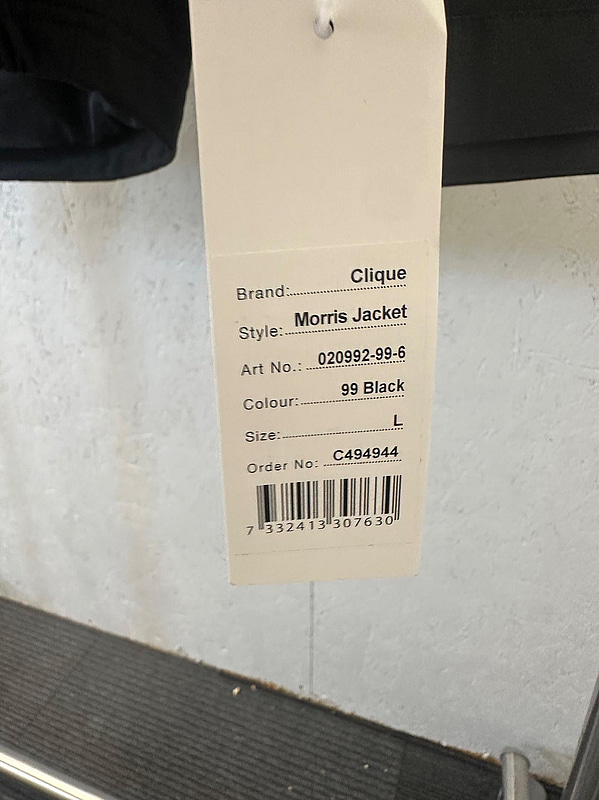 Brand: Clique
Style: Morris Jacket
Art No.: 020992-99-6
Colour: 99 Black
Size: L
Order No: C494944
7 332413 307630